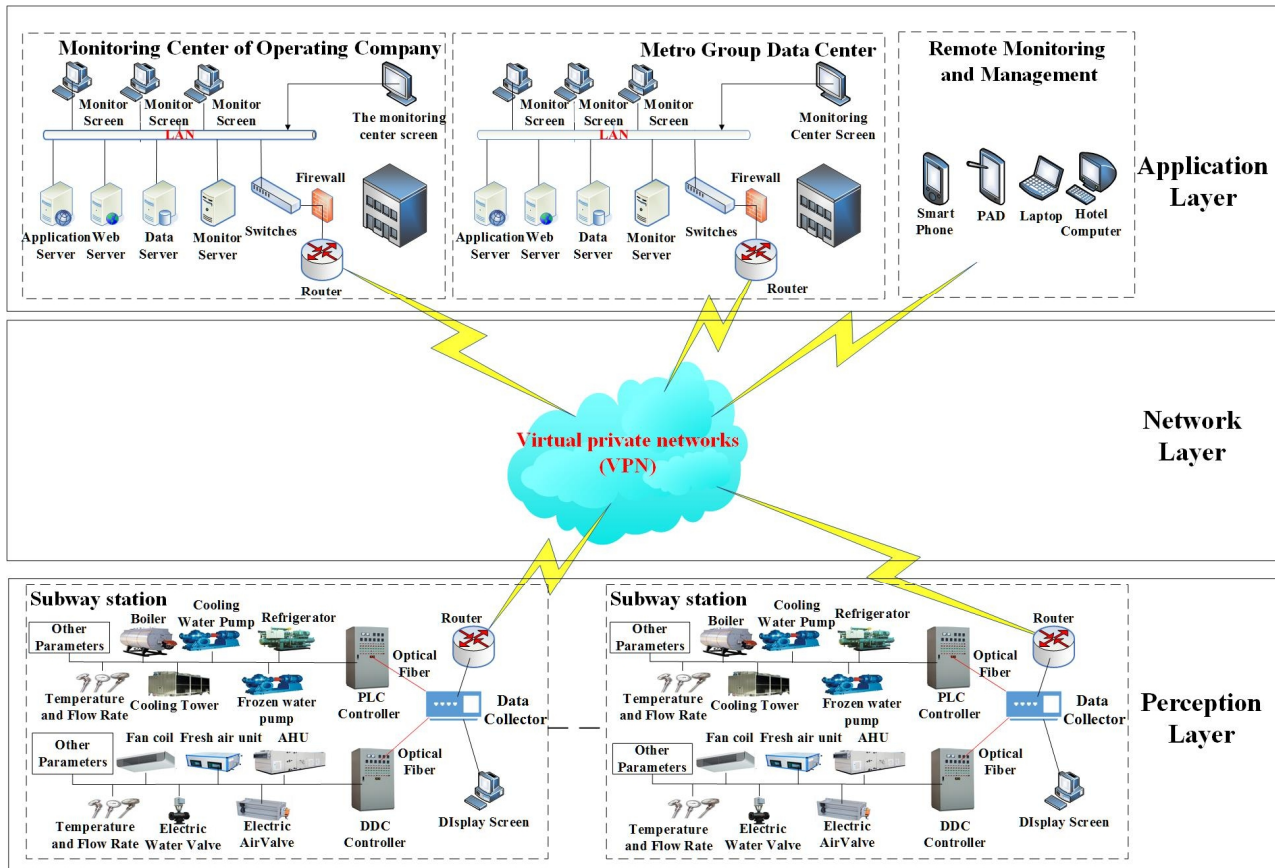 Monitoring Center of Operating Company
Monitor
Screen
Monitor
Screen
Monitor
Screen
The monitoring
center screen
LAN
Firewall
Application
Server
Web
Server
Data
Server
Monitor
Server
Switches
Router
Metro Group Data Center
Monitor
Screen
Monitor
Screen
Monitor
Screen
Monitoring
Center Screen
LAN
Firewall
Application
Server
Web
Server
Data
Server
Monitor
Server
Switches
Router
Remote Monitoring
and Management
Smart
Phone
PAD
Laptop
Hotel
Computer
Application
Layer
Virtual private networks
(VPN)
Network
Layer
Subway station
Other
Parameters
Boiler
Cooling
Water Pump
Refrigerator
Router
Temperature
and Flow Rate
Cooling Tower
Frozen water
pump
PLC
Controller
Optical
Fiber
Data
Collector
Other
Parameters
Fan coil
Fresh air unit
AHU
Optical
Fiber
Temperature
and Flow Rate
Electric
Water Valve
Electric
AirValve
DDC
Controller
DIsplay Screen
Subway station
Other
Parameters
Boiler
Cooling
Water Pump
Refrigerator
Router
Temperature
and Flow Rate
Cooling Tower
Frozen water
pump
PLC
Controller
Optical
Fiber
Data
Collector
Other
Parameters
Fan coil
Fresh air unit
AHU
Optical
Fiber
Temperature
and Flow Rate
Electric
Water Valve
Electric
AirValve
DDC
Controller
DIsplay Screen
Perception
Layer